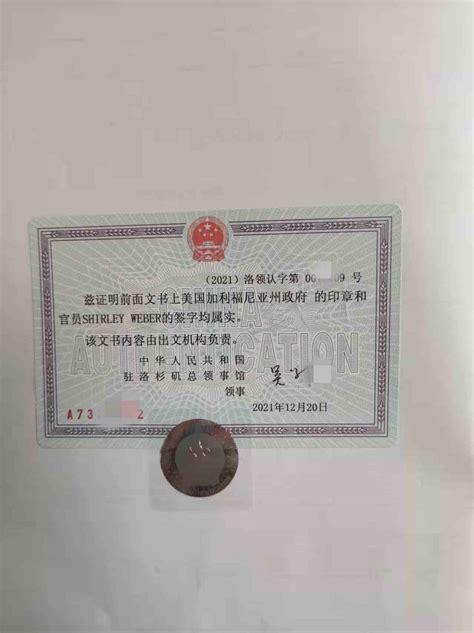 (2021) 洛领认字第 00 09 号
兹证明前面文书上美国加利福尼亚州政府 的印章和
官员SHIRLEY WEBER的签字均属实。
该文书内容由出文机构负责。
中华人民共和国
驻洛杉矶总领事馆
领事
2021年12月20日
A73 2